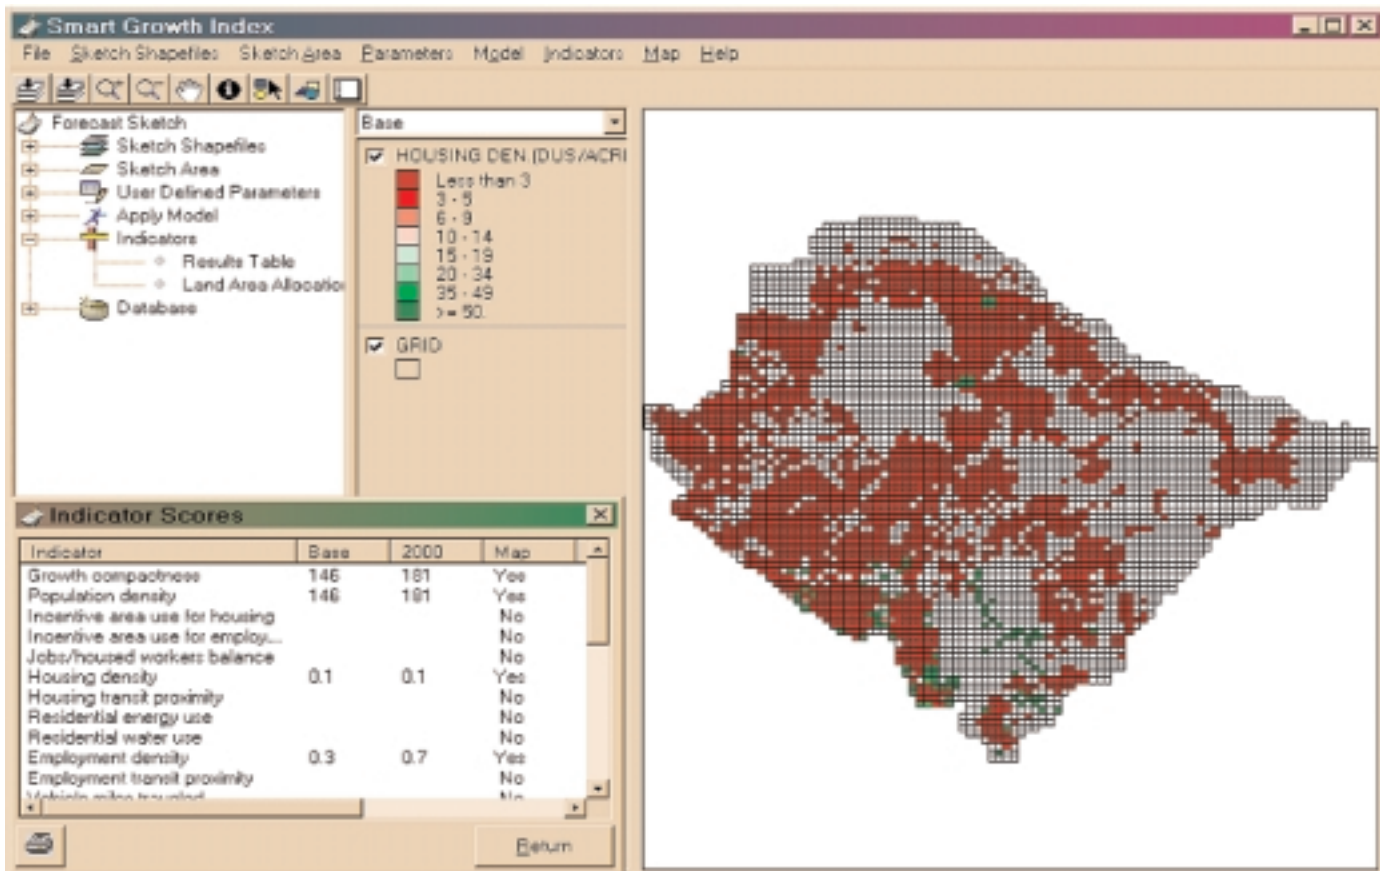 Smart Growth Index
File Sketch Shapefiles Sketch Area Parameters Model Indicators Map Help
Forecast Sketch
Sketch Shapefiles
Sketch Area
User Defined Parameters
Apply Model
Indicators
Results Table
Land Area Allocatio
Database
Base
HOUSING DEN (DUS/ACRI
Less than 3
3 - 5
6 - 9
10 - 14
15 - 19
20 - 34
35 - 49
>= 50.
GRID
Indicator Scores
Indicator Base 2000 Map
Growth compactness 146 181 Yes
Population density 146 181 Yes
Incentive area use for housing No
Incentive area use for employ... No
Jobs/housed workers balance No
Housing density 0.1 0.1 Yes
Housing transit proximity No
Residential energy use No
Residential water use No
Employment density 0.3 0.7 Yes
Employment transit proximity No
Vehicle miles traveled No
Return